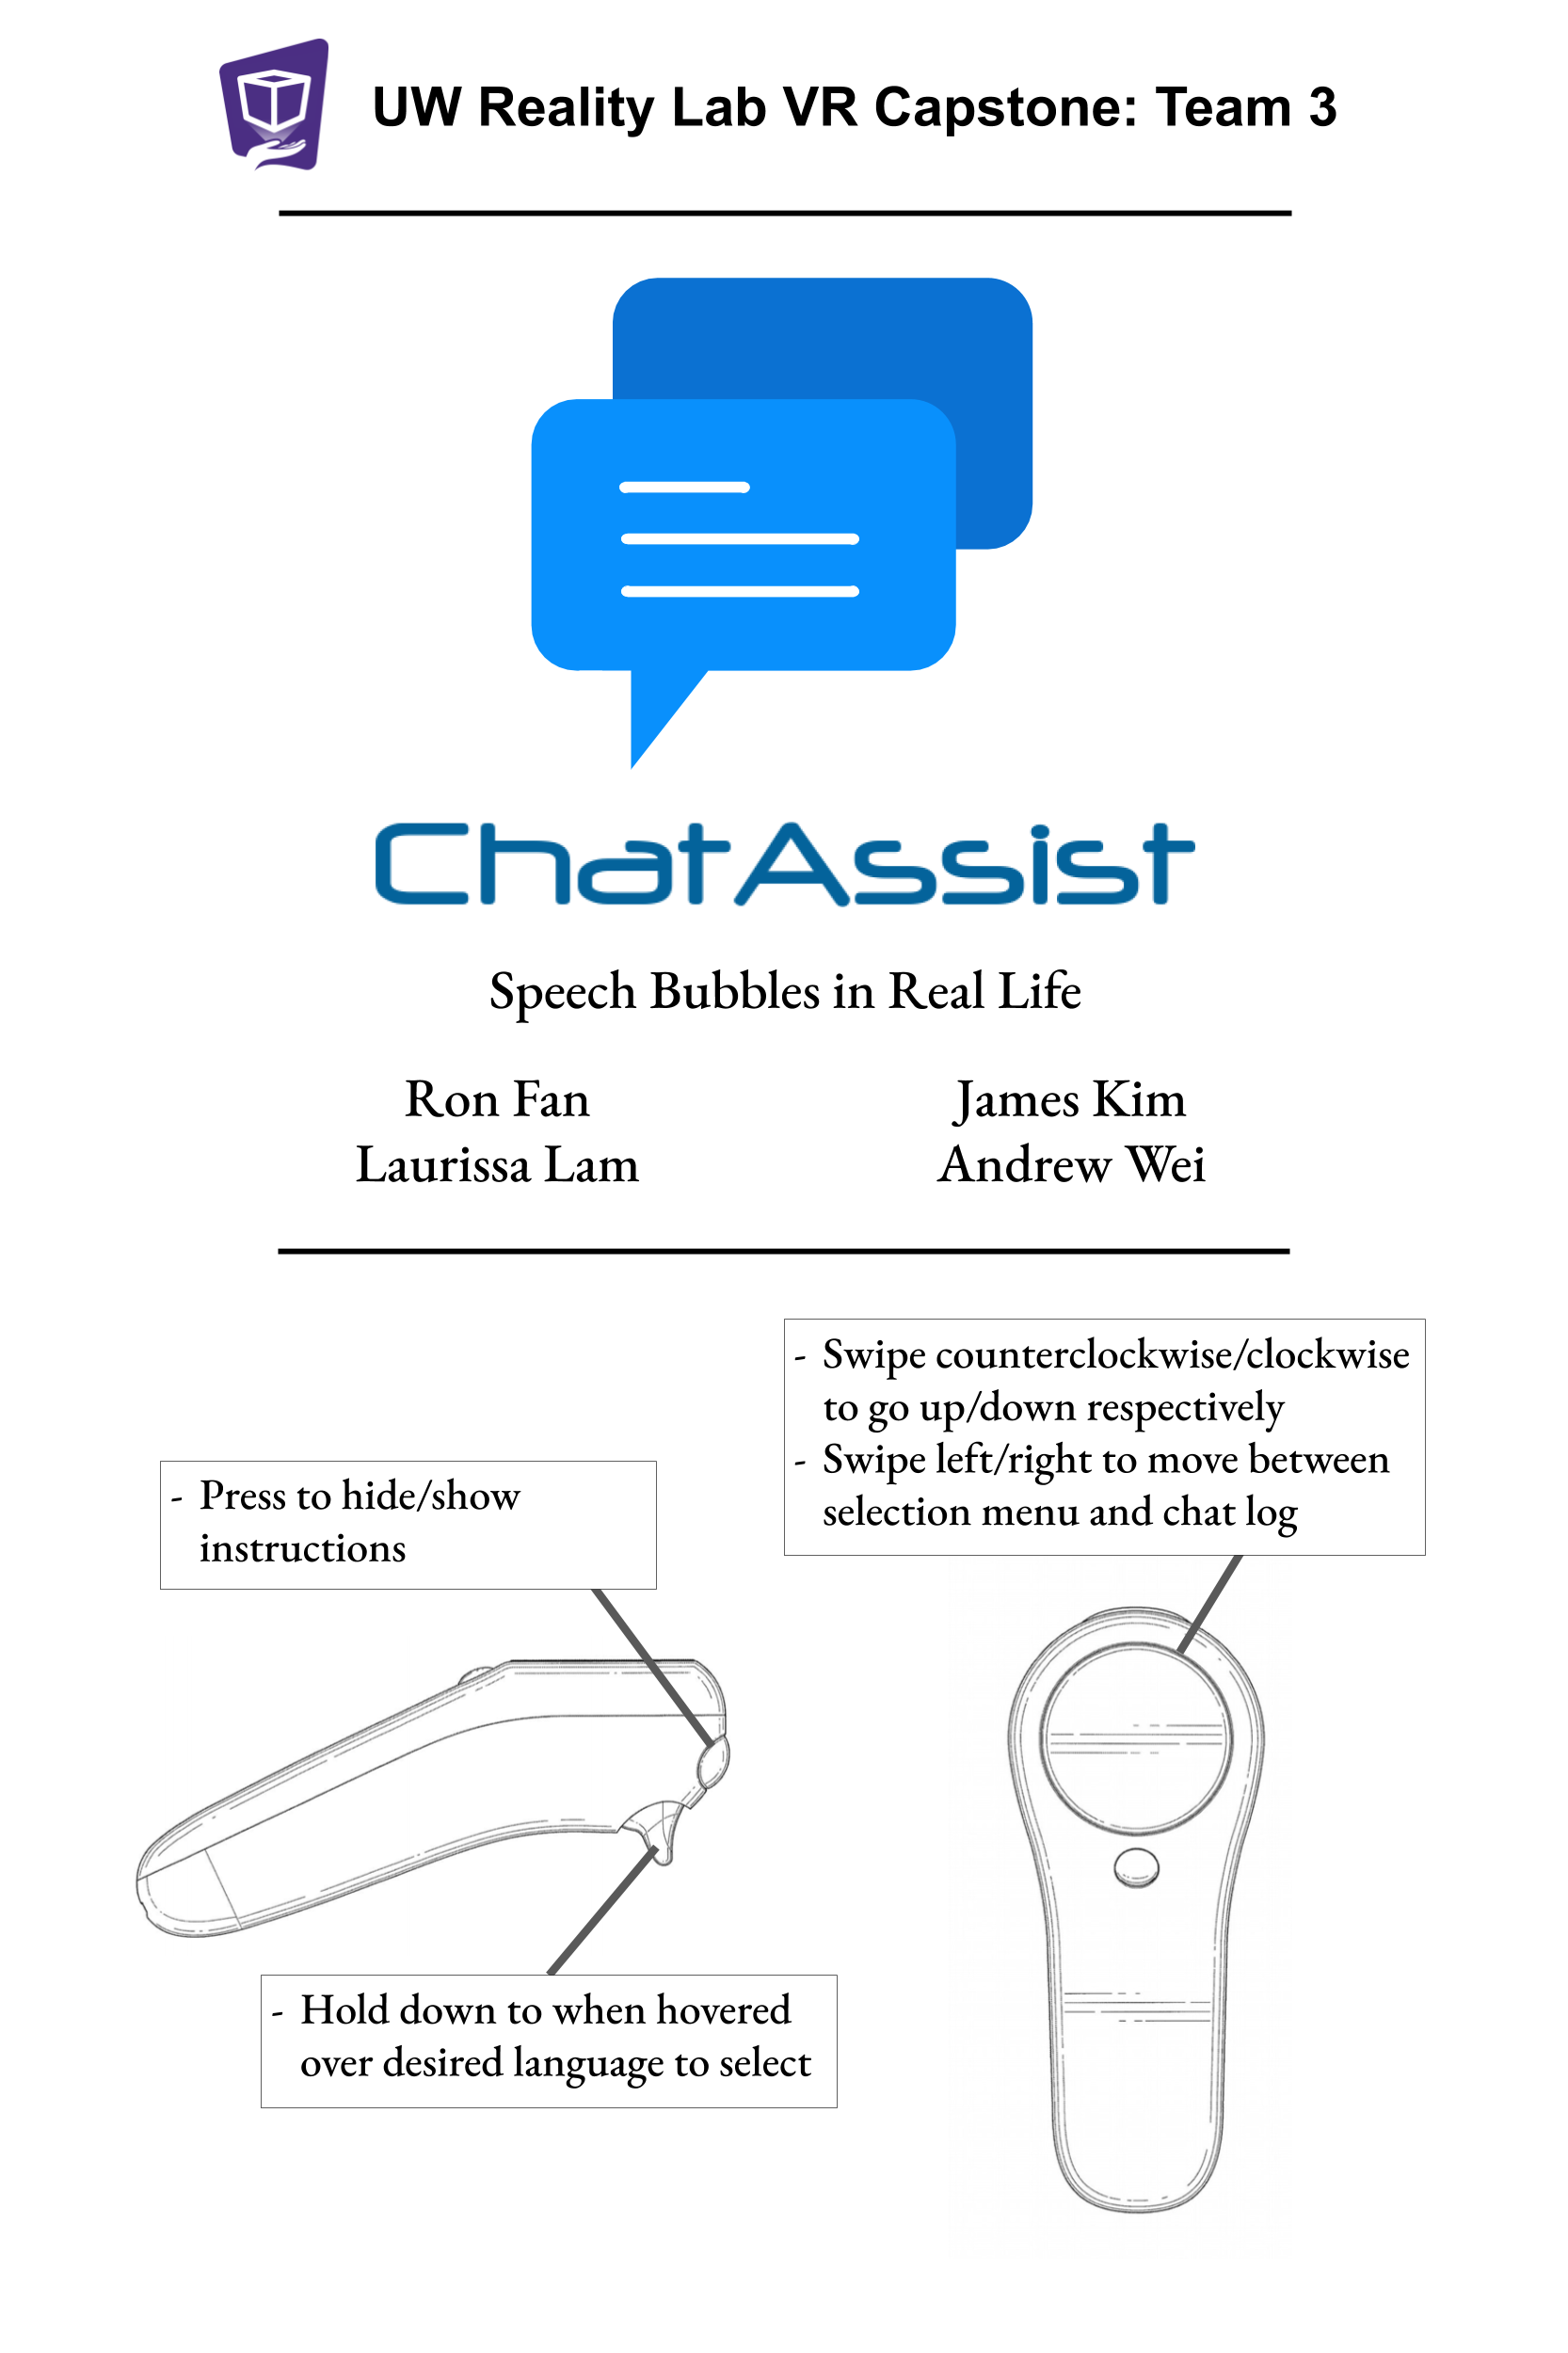 UW Reality Lab VR Capstone: Team 3
ChatAssist
Speech Bubbles in Real Life
Ron Fan
Laurissa Lam
James Kim
Andrew Wei
- Swipe counterclockwise/clockwise
to go up/down respectively
- Swipe left/right to move between
selection menu and chat log
- Press to hide/show
instructions
- Hold down to when hovered
over desired language to select